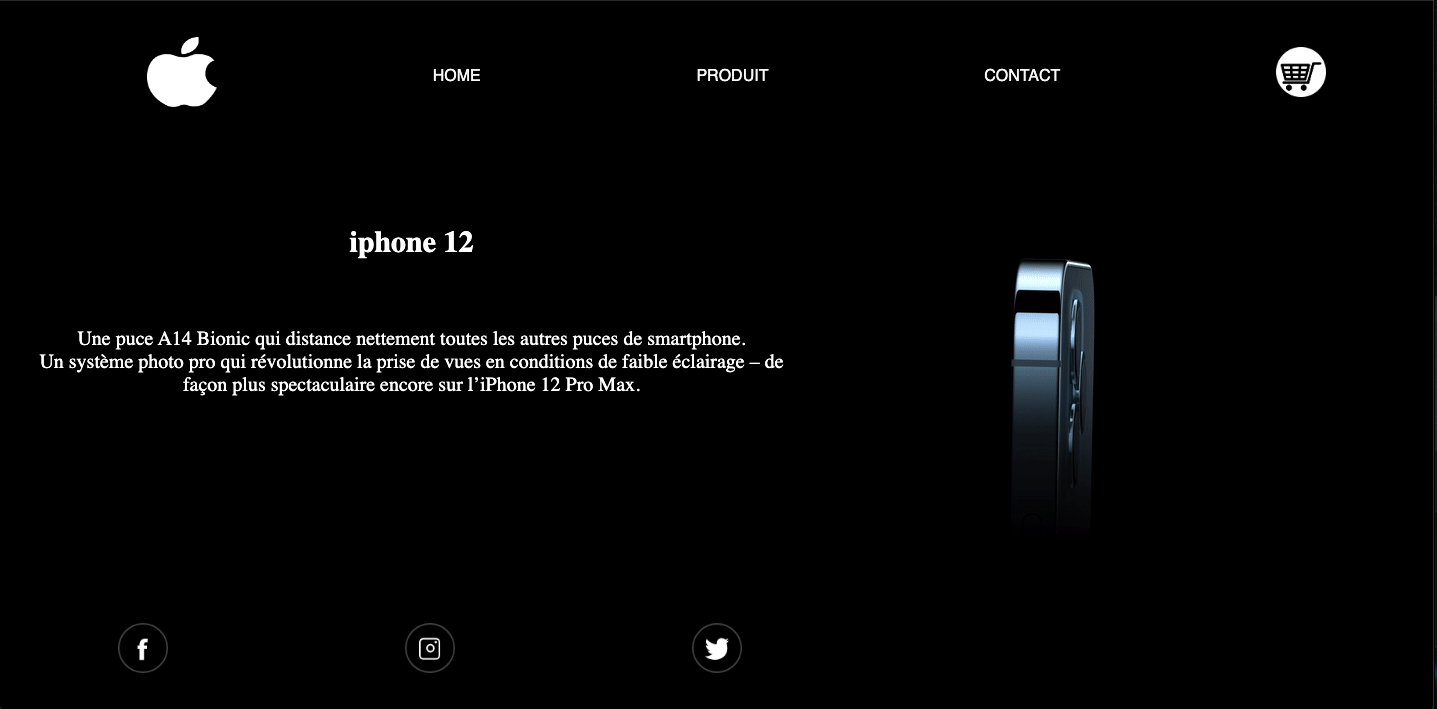 HOME
PRODUIT
CONTACT
iphone 12
Une puce A14 Bionic qui distance nettement toutes les autres puces de smartphone.
Un système photo pro qui révolutionne la prise de vues en conditions de faible éclairage – de
façon plus spectaculaire encore sur l’iPhone 12 Pro Max.